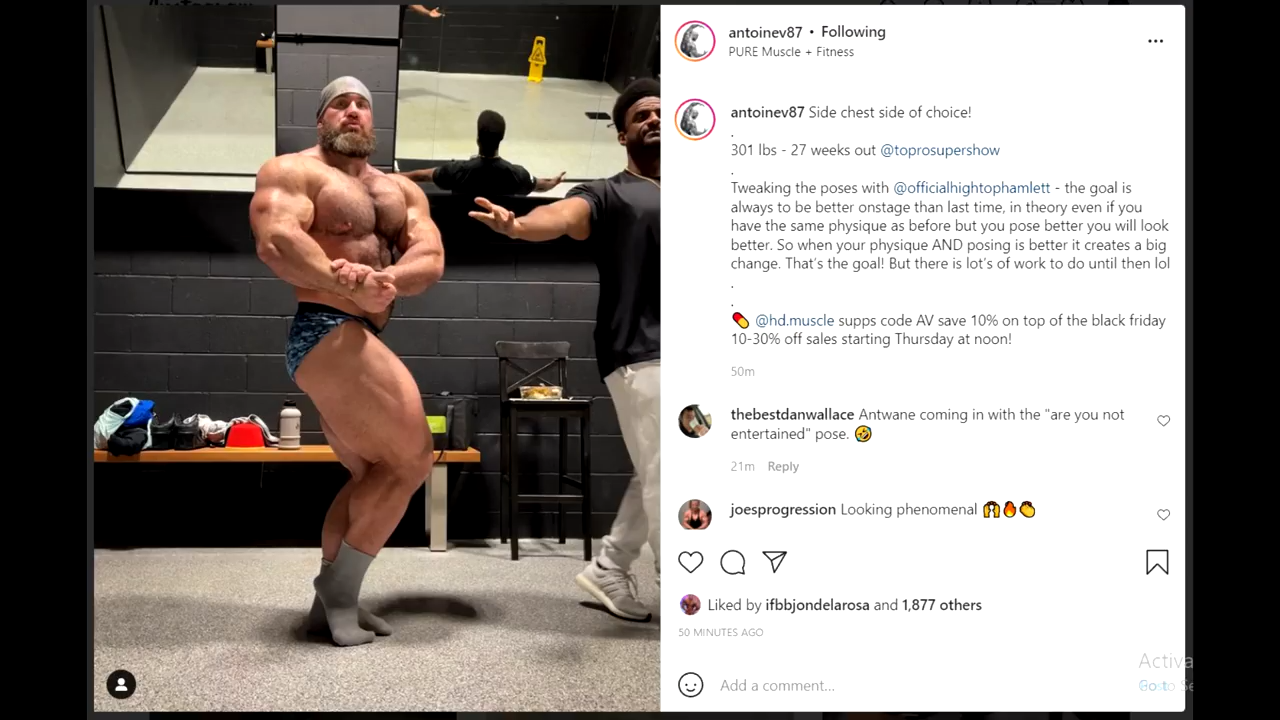 antoinev87 • Following
PURE Muscle + Fitness
antoinev87 Side chest side of choice!
.
301 lbs - 27 weeks out @toprosupershow
.
Tweaking the poses with @officialhightophamlett - the goal is
always to be better onstage than last time, in theory even if you
have the same physique as before but you pose better you will look
better. So when your physique AND posing is better it creates a big
change. That's the goal! But there is lot's of work to do until then lol
.
.
💊 @hd.muscle supps code AV save 10% on top of the black friday
10-30% off sales starting Thursday at noon!
50m
thebestdanwallace Antwane coming in with the "are you not
entertained" pose. 🤣
21m Reply
joesprogression Looking phenomenal 🙌🔥👏
Liked by ifbbjondelarosa and 1,877 others
50 MINUTES AGO
Activa
Add a comment...